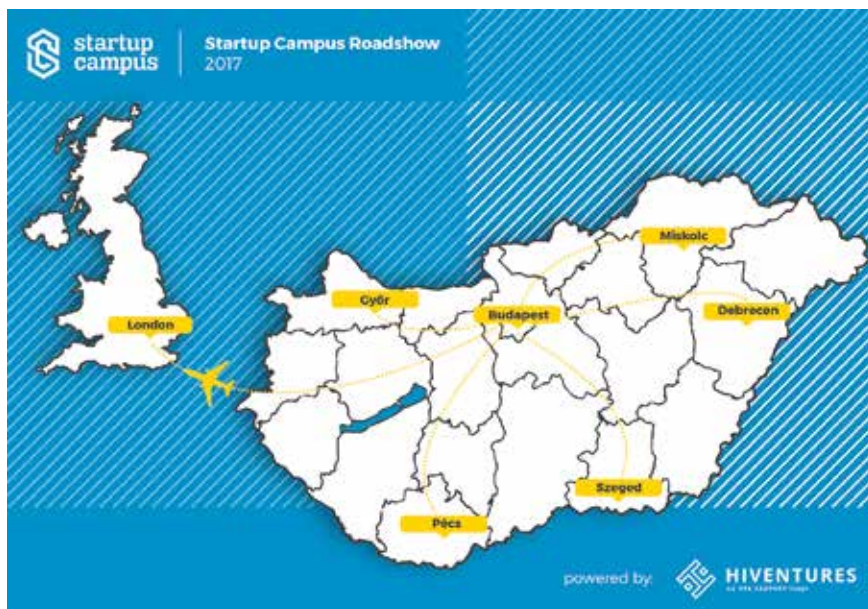 startup
campus
Startup Campus Roadshow
2017
Miskolc
Győr
Budapest
Debrecen
London
Szeged
Pécs
powered by:
HIVENTURES